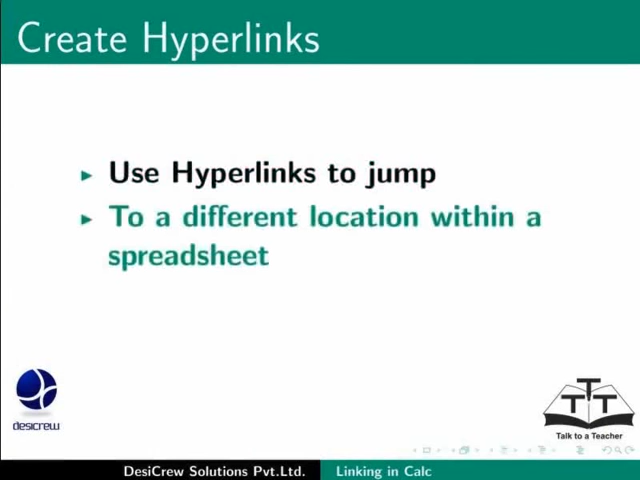 Create Hyperlinks
Use Hyperlinks to jump
To a different location within a
spreadsheet
desicrew
TTT
Talk to a Teacher
DesiCrew Solutions Pvt.Ltd. Linking in Calc